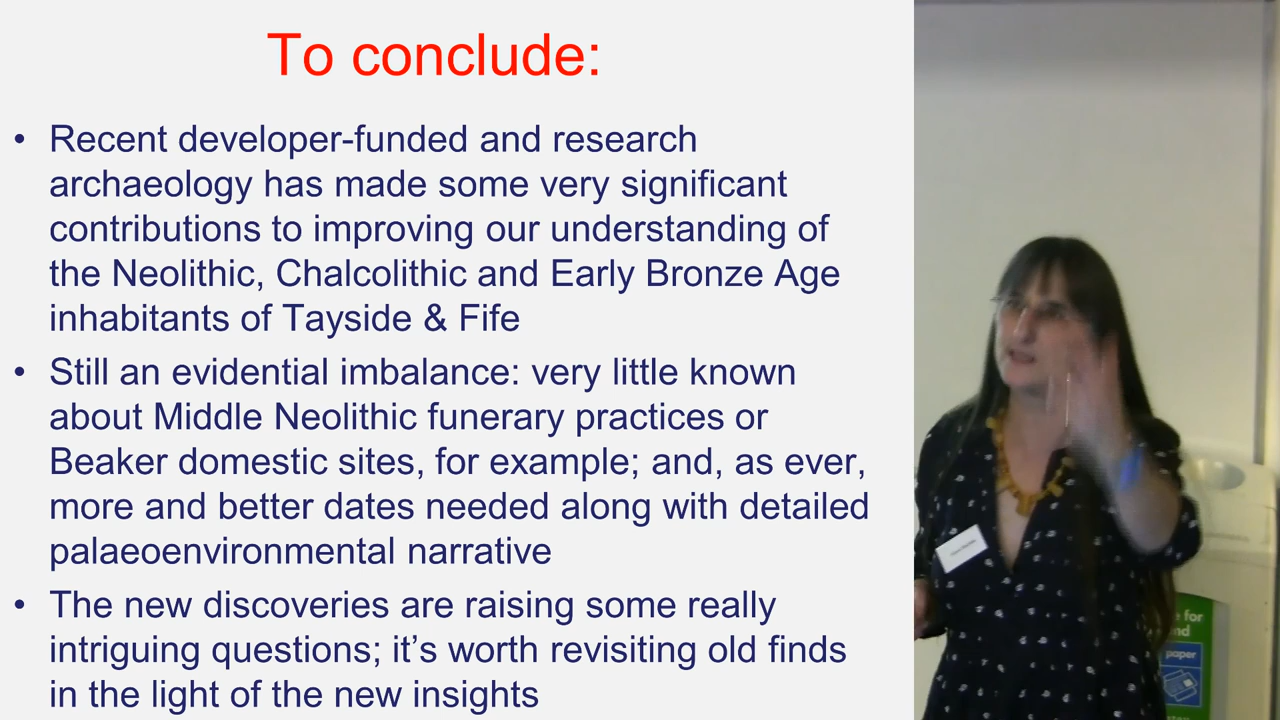 To conclude:
• Recent developer-funded and research
archaeology has made some very significant
contributions to improving our understanding of
the Neolithic, Chalcolithic and Early Bronze Age
inhabitants of Tayside & Fife
• Still an evidential imbalance: very little known
about Middle Neolithic funerary practices or
Beaker domestic sites, for example; and, as ever,
more and better dates needed along with detailed
palaeoenvironmental narrative
• The new discoveries are raising some really
intriguing questions; it’s worth revisiting old finds
in the light of the new insights
for
paper